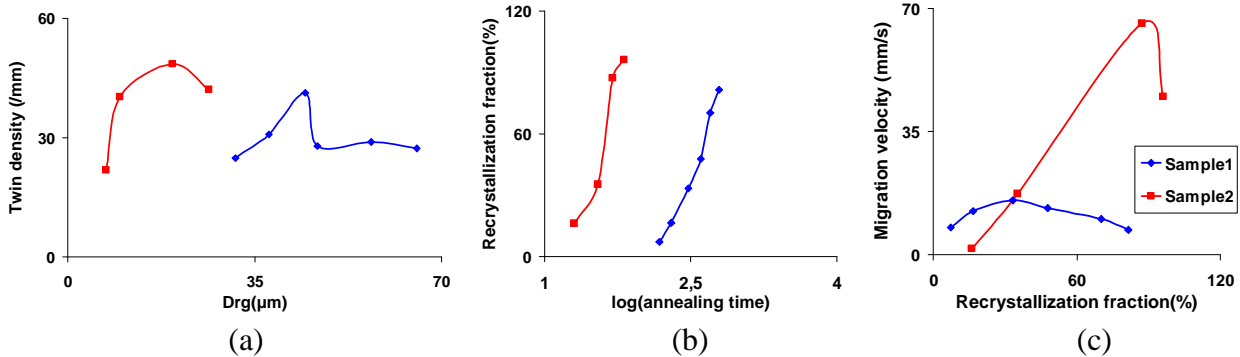 Twin density (/mm)
60
30
0
0
35
70
Drg(µm)
(a)
Recrystallization fraction(%)
120
60
0
1
2,5
4
log(annealing time)
(b)
Migration velocity (mm/s)
70
35
0
0
60
120
Recrystallization fraction(%)
Sample1
Sample2
(c)